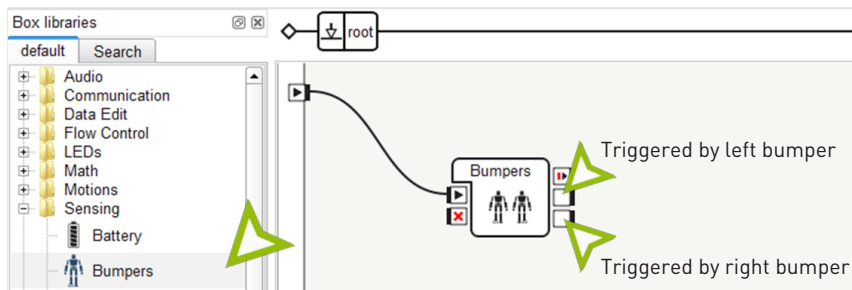 Box libraries
default Search
Audio
Communication
Data Edit
Flow Control
LEDs
Math
Motions
Sensing
Battery
Bumpers
root
Bumpers
Triggered by left bumper
Triggered by right bumper